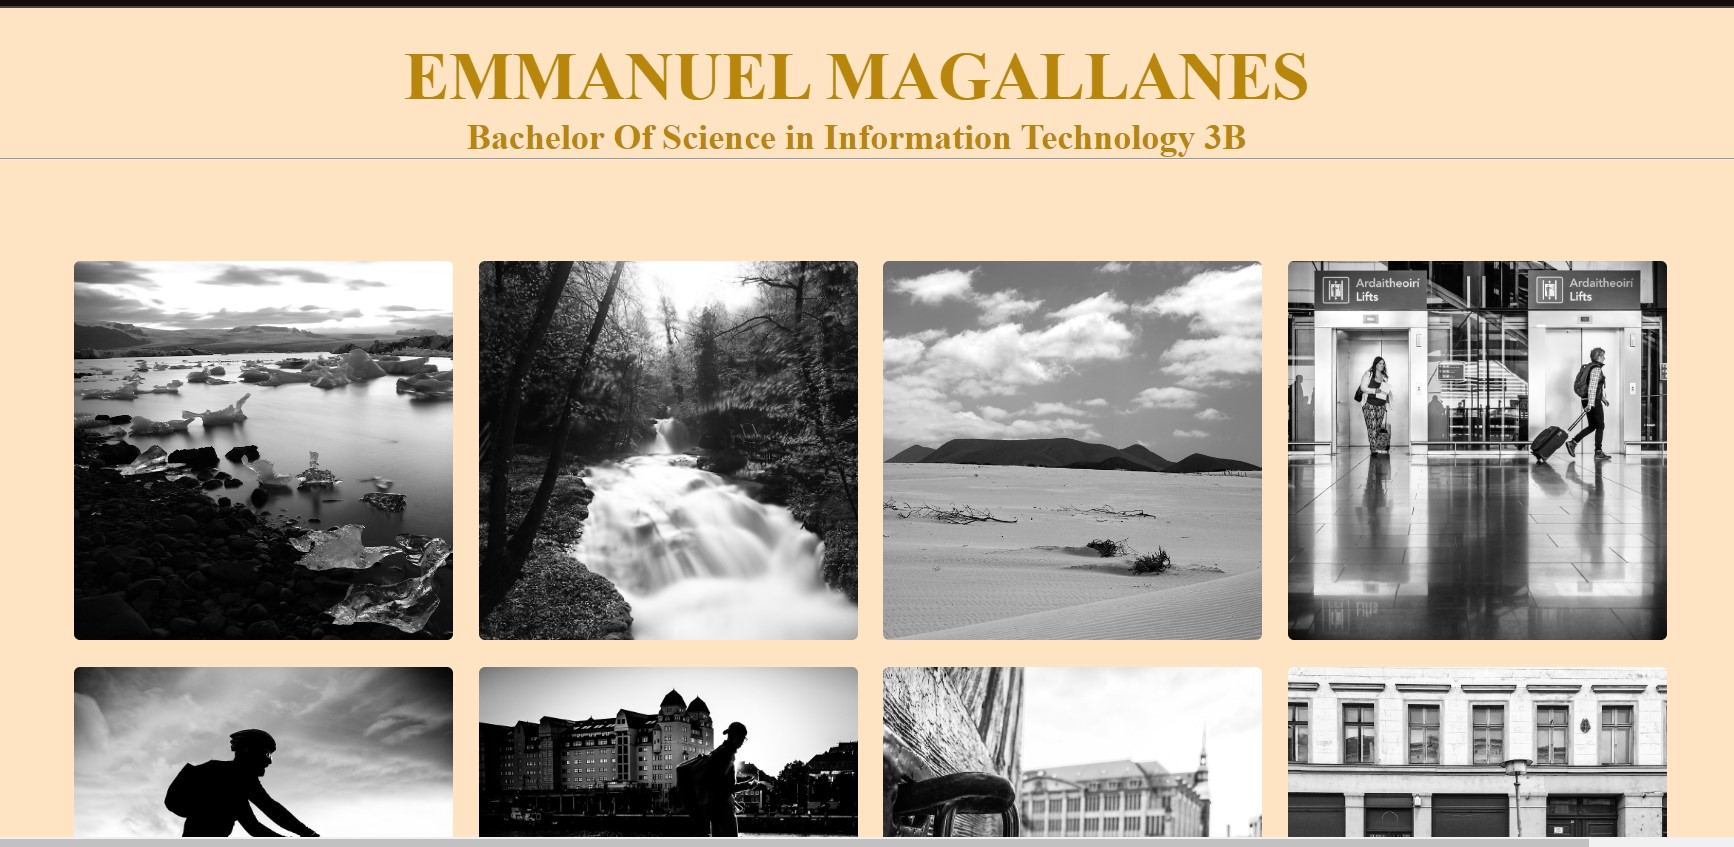 EMMANUEL MAGALLANES
Bachelor Of Science in Information Technology 3B
Ardaitheoirí
Lifts
Ardaitheoirí
Lifts